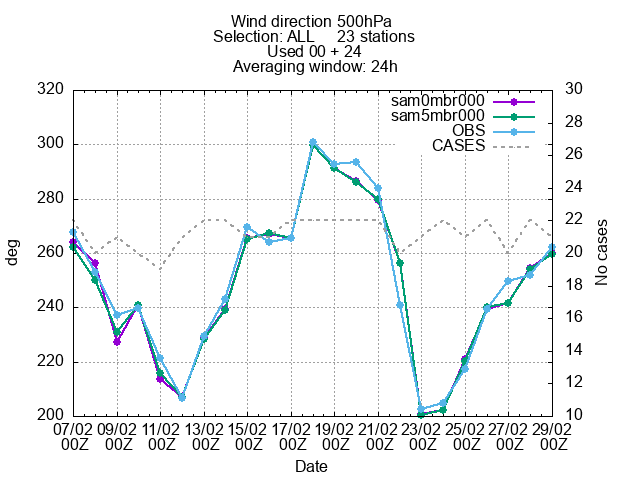 Wind direction 500hPa
Selection: ALL 23 stations
Used 00 + 24
Averaging window: 24h
sam0mbr000
sam5mbr000
OBS
CASES
deg
320
300
280
260
240
220
200
No cases
30
28
26
24
22
20
18
16
14
12
10
07/02 09/02 11/02 13/02 15/02 17/02 19/02 21/02 23/02 25/02 27/02 29/02
00Z 00Z 00Z 00Z 00Z 00Z 00Z 00Z 00Z 00Z 00Z 00Z
Date